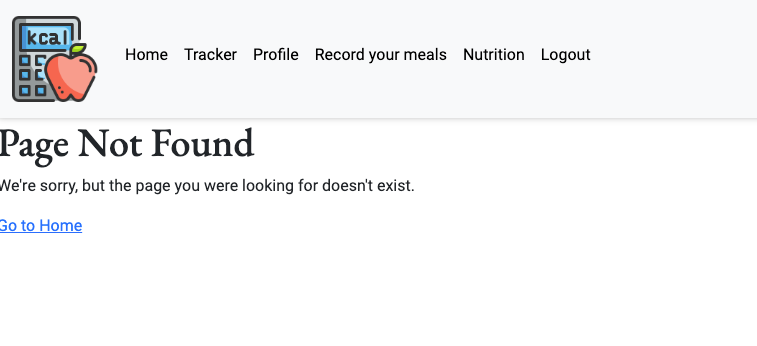 kcal
Home Tracker Profile Record your meals Nutrition Logout
Page Not Found
We're sorry, but the page you were looking for doesn't exist.
Go to Home